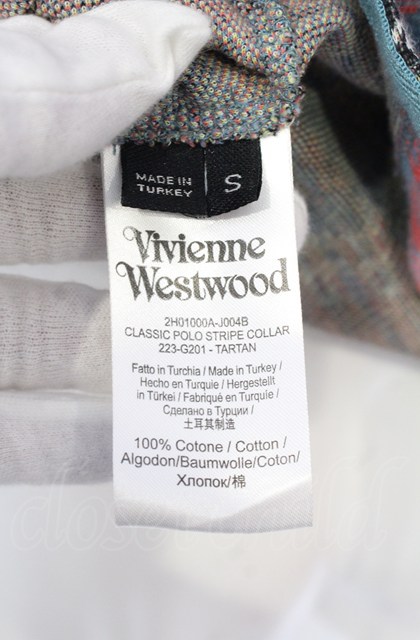 MADE IN
TURKEY
S
Vivienne
Westwood
2H01000A-J004B
CLASSIC POLO STRIPE COLLAR
223-G201 - TARTAN
Fatto in Turchia / Made in Turkey /
Hecho en Turquie / Hergestellt
in Türkei / Fabriqué en Turquie /
Сделано в Турции /
土耳其制造
100% Cotone / Cotton /
Algodon/Baumwolle/Coton/
Хлопок/棉